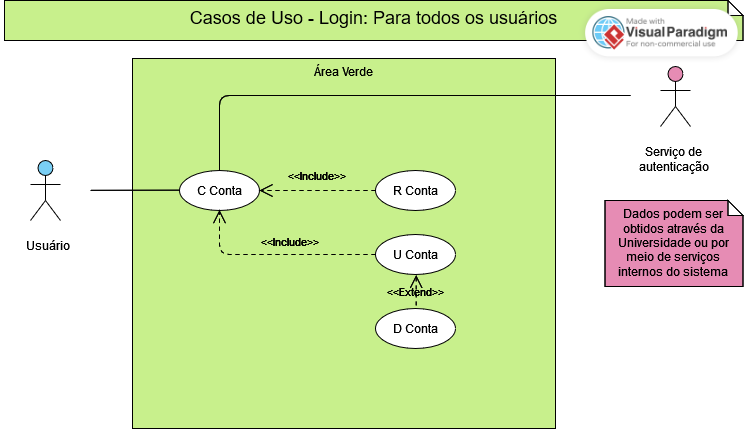 Casos de Uso - Login: Para todos os usuários
Made with
VisualParadigm
For non-commercial use
Área Verde
Serviço de
autenticação
<<Include>>
C Conta
R Conta
Usuário
Dados podem ser
obtidos através da
Universidade ou por
meio de serviços
internos do sistema
<<Include>>
U Conta
<<Extend>>
D Conta